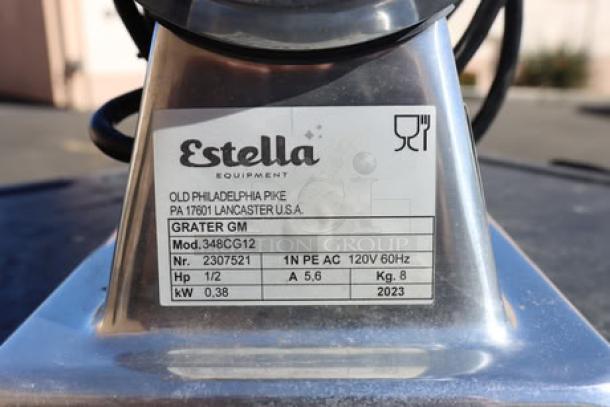 Estella
EQUIPMENT
OLD PHILADELPHIA PIKE
PA 17601 LANCASTER U.S.A.
GRATER GM
Mod. 348CG12
Nr. 2307521 1N PE AC 120V 60Hz
Hp 1/2 A 5,6 Kg. 8
kW 0,38 2023